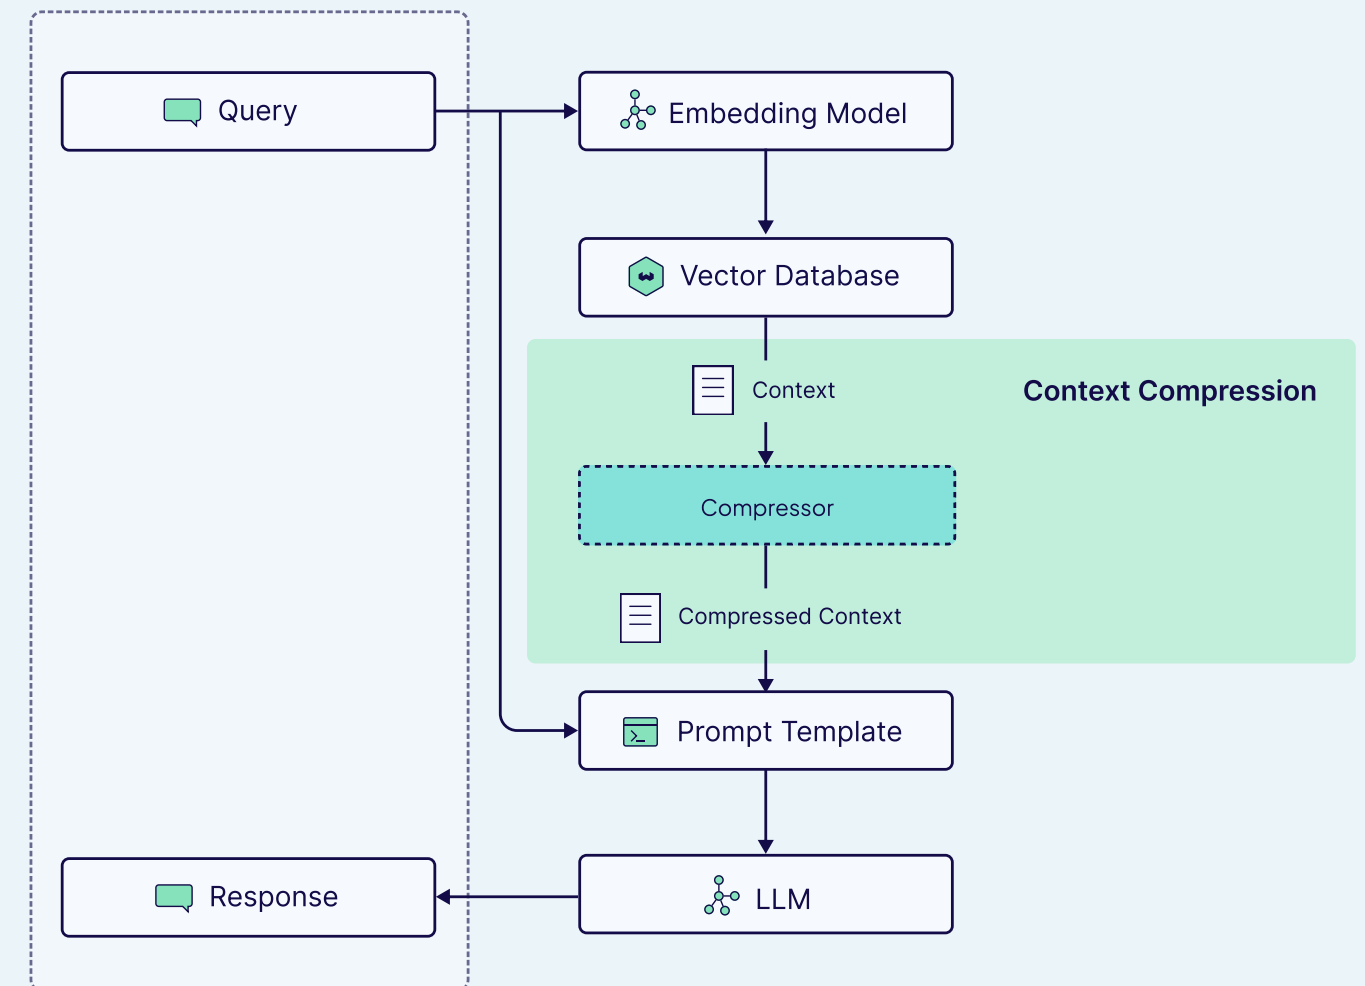 Query
Embedding Model
Vector Database
Context
Context Compression
Compressor
Compressed Context
Prompt Template
Response
LLM